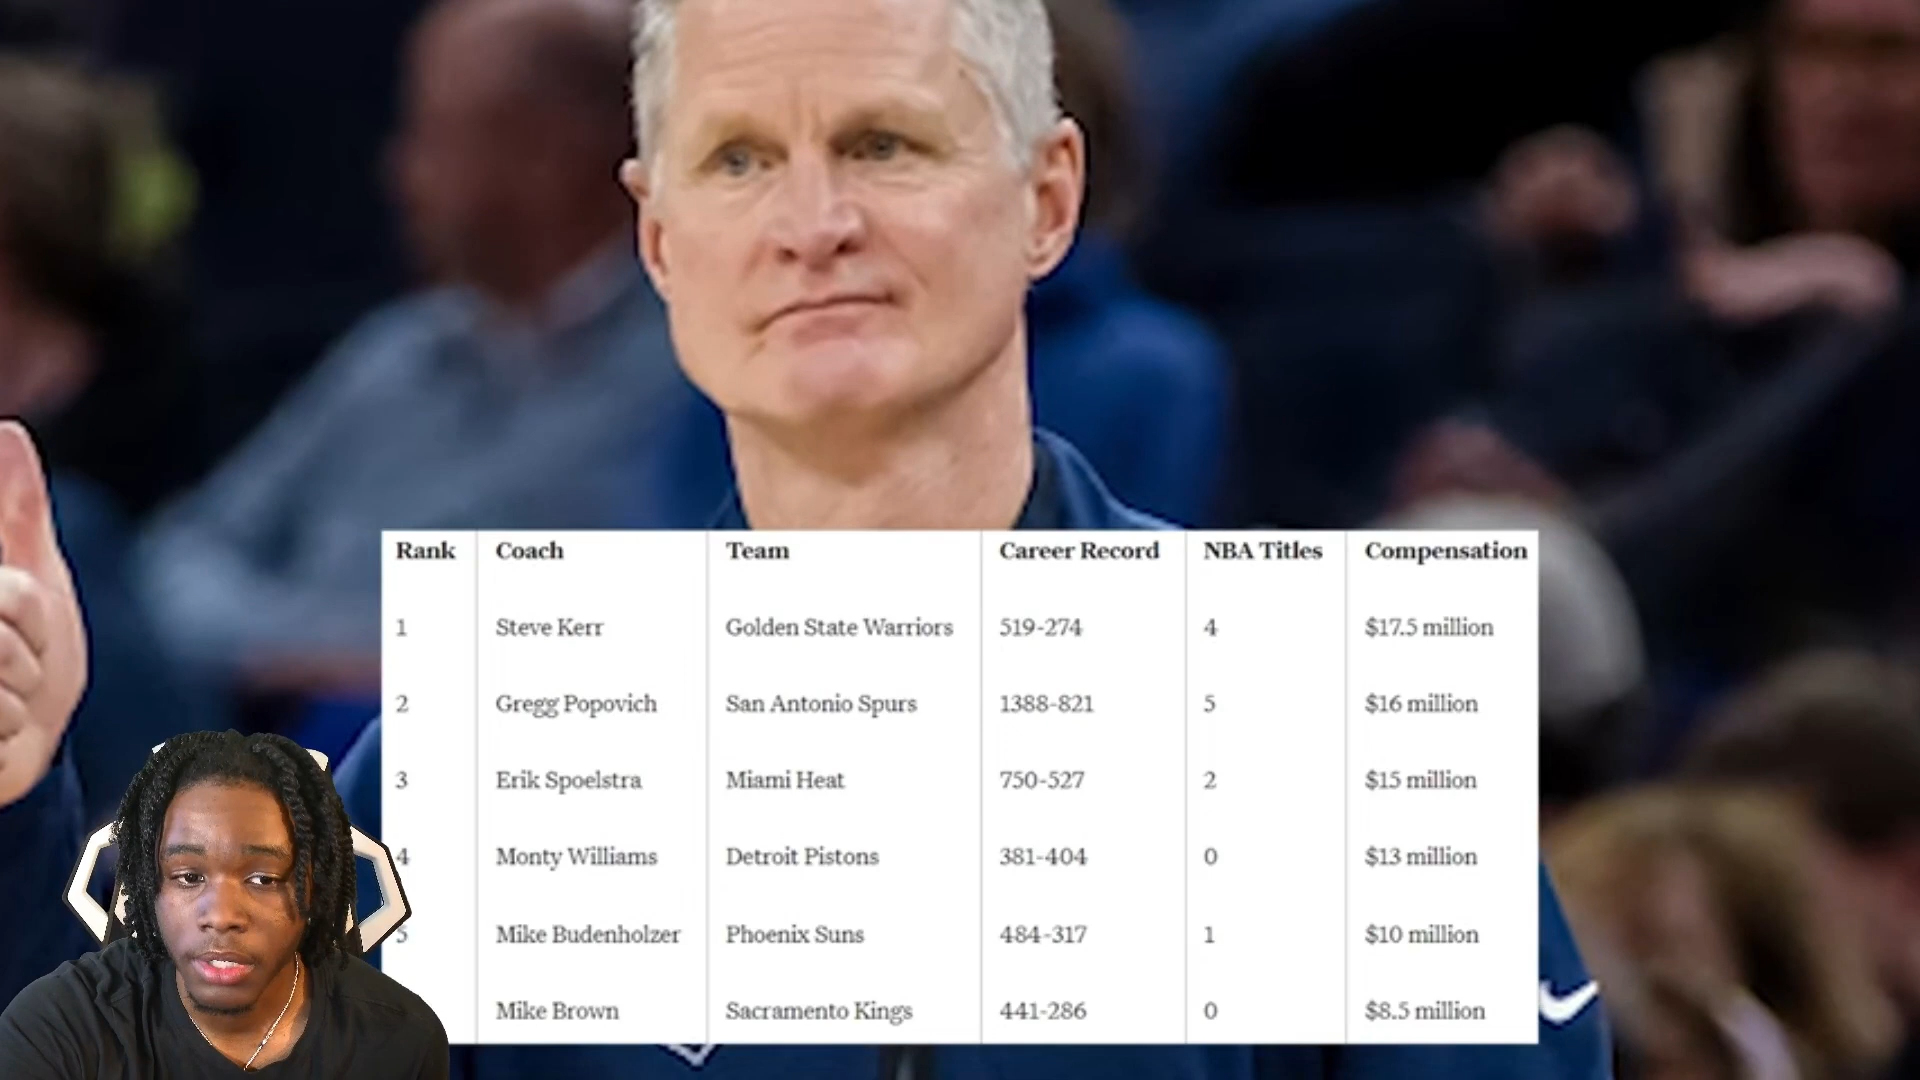 Rank Coach Team Career Record NBA Titles Compensation
1 Steve Kerr Golden State Warriors 519-274 4 $17.5 million
2 Gregg Popovich San Antonio Spurs 1388-821 5 $16 million
3 Erik Spoelstra Miami Heat 750-527 2 $15 million
4 Monty Williams Detroit Pistons 381-404 0 $13 million
5 Mike Budenholzer Phoenix Suns 484-317 1 $10 million
Mike Brown Sacramento Kings 441-286 0 $8.5 million